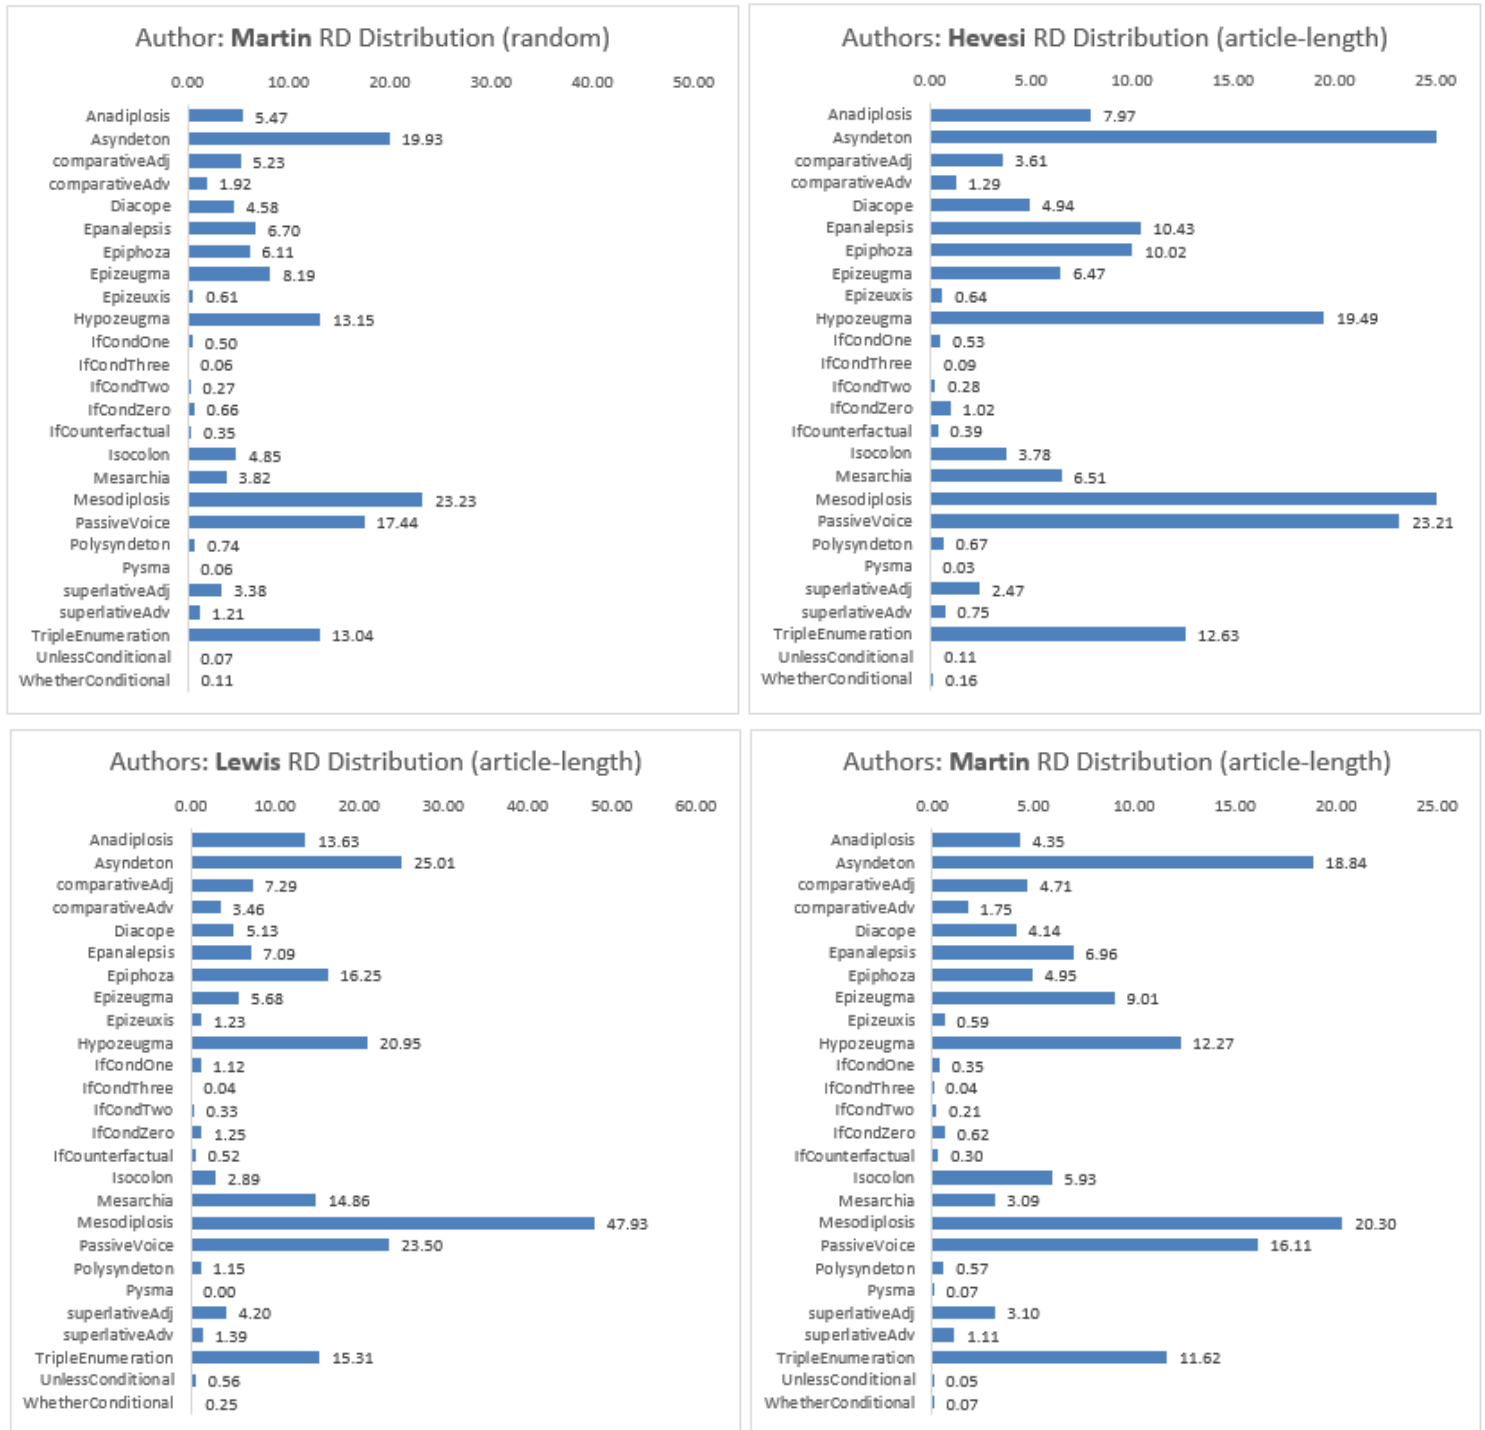 Author: Martin RD Distribution (random)
0.00 10.00 20.00 30.00 40.00 50.00
Anadiplosis 5.47
Asyndeton 19.93
comparativeAdj 5.23
comparativeAdv 1.92
Diacope 4.58
Epanalepsis 6.70
Epiphoza 6.11
Epizeugma 8.19
Epizeuxis 0.61
Hypozeugma 13.15
IfCondOne 0.50
IfCondThree 0.06
IfCondTwo 0.27
IfCondZero 0.66
IfCounterfactual 0.35
Isocolon 4.85
Mesarchia 3.82
Mesodiplosis 23.23
PassiveVoice 17.44
Polysyndeton 0.74
Pysma 0.06
superlativeAdj 3.38
superlativeAdv 1.21
TripleEnumeration 13.04
UnlessConditional 0.07
WhetherConditional 0.11
Authors: Hevesi RD Distribution (article-length)
0.00 5.00 10.00 15.00 20.00 25.00
Anadiplosis 7.97
Asyndeton
comparativeAdj 3.61
comparativeAdv 1.29
Diacope 4.94
Epanalepsis 10.43
Epiphoza 10.02
Epizeugma 6.47
Epizeuxis 0.64
Hypozeugma 19.49
IfCondOne 0.53
IfCondThree 0.09
IfCondTwo 0.28
IfCondZero 1.02
IfCounterfactual 0.39
Isocolon 3.78
Mesarchia 6.51
Mesodiplosis
PassiveVoice 23.21
Polysyndeton 0.67
Pysma 0.03
superlativeAdj 2.47
superlativeAdv 0.75
TripleEnumeration 12.63
UnlessConditional 0.11
WhetherConditional 0.16
Authors: Lewis RD Distribution (article-length)
0.00 10.00 20.00 30.00 40.00 50.00 60.00
Anadiplosis 13.63
Asyndeton 25.01
comparativeAdj 7.29
comparativeAdv 3.46
Diacope 5.13
Epanalepsis 7.09
Epiphoza 16.25
Epizeugma 5.68
Epizeuxis 1.23
Hypozeugma 20.95
IfCondOne 1.12
IfCondThree 0.04
IfCondTwo 0.33
IfCondZero 1.25
IfCounterfactual 0.52
Isocolon 2.89
Mesarchia 14.86
Mesodiplosis 47.93
PassiveVoice 23.50
Polysyndeton 1.15
Pysma 0.00
superlativeAdj 4.20
superlativeAdv 1.39
TripleEnumeration 15.31
UnlessConditional 0.56
WhetherConditional 0.25
Authors: Martin RD Distribution (article-length)
0.00 5.00 10.00 15.00 20.00 25.00
Anadiplosis 4.35
Asyndeton 18.84
comparativeAdj 4.71
comparativeAdv 1.75
Diacope 4.14
Epanalepsis 6.96
Epiphoza 4.95
Epizeugma 9.01
Epizeuxis 0.59
Hypozeugma 12.27
IfCondOne 0.35
IfCondThree 0.04
IfCondTwo 0.21
IfCondZero 0.62
IfCounterfactual 0.30
Isocolon 5.93
Mesarchia 3.09
Mesodiplosis 20.30
PassiveVoice 16.11
Polysyndeton 0.57
Pysma 0.07
superlativeAdj 3.10
superlativeAdv 1.11
TripleEnumeration 11.62
UnlessConditional 0.05
WhetherConditional 0.07